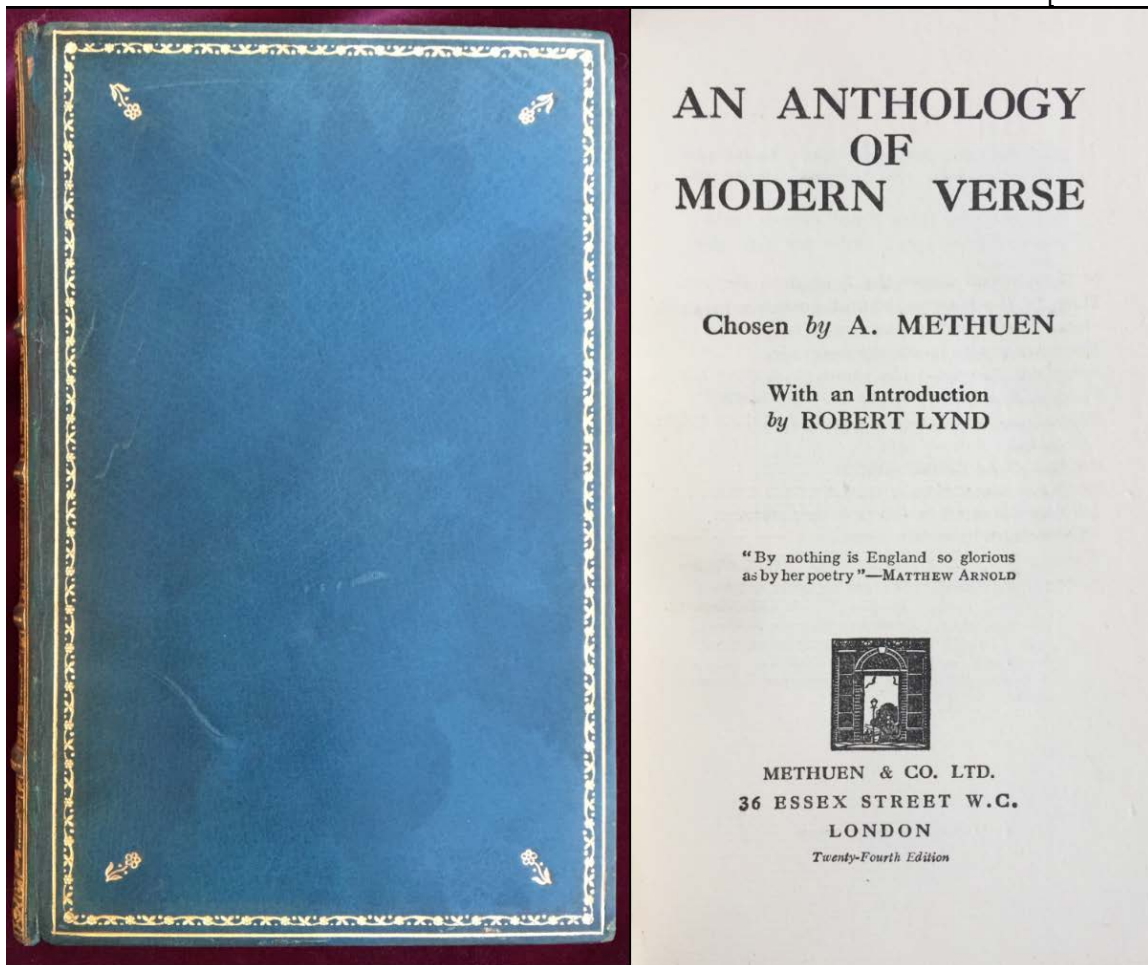 AN ANTHOLOGY
OF
MODERN VERSE
Chosen by A. METHUEN
With an Introduction
by ROBERT LYND
“By nothing is England so glorious
as by her poetry”—MATTHEW ARNOLD
METHUEN & CO. LTD.
36 ESSEX STREET W.C.
LONDON
Twenty-Fourth Edition